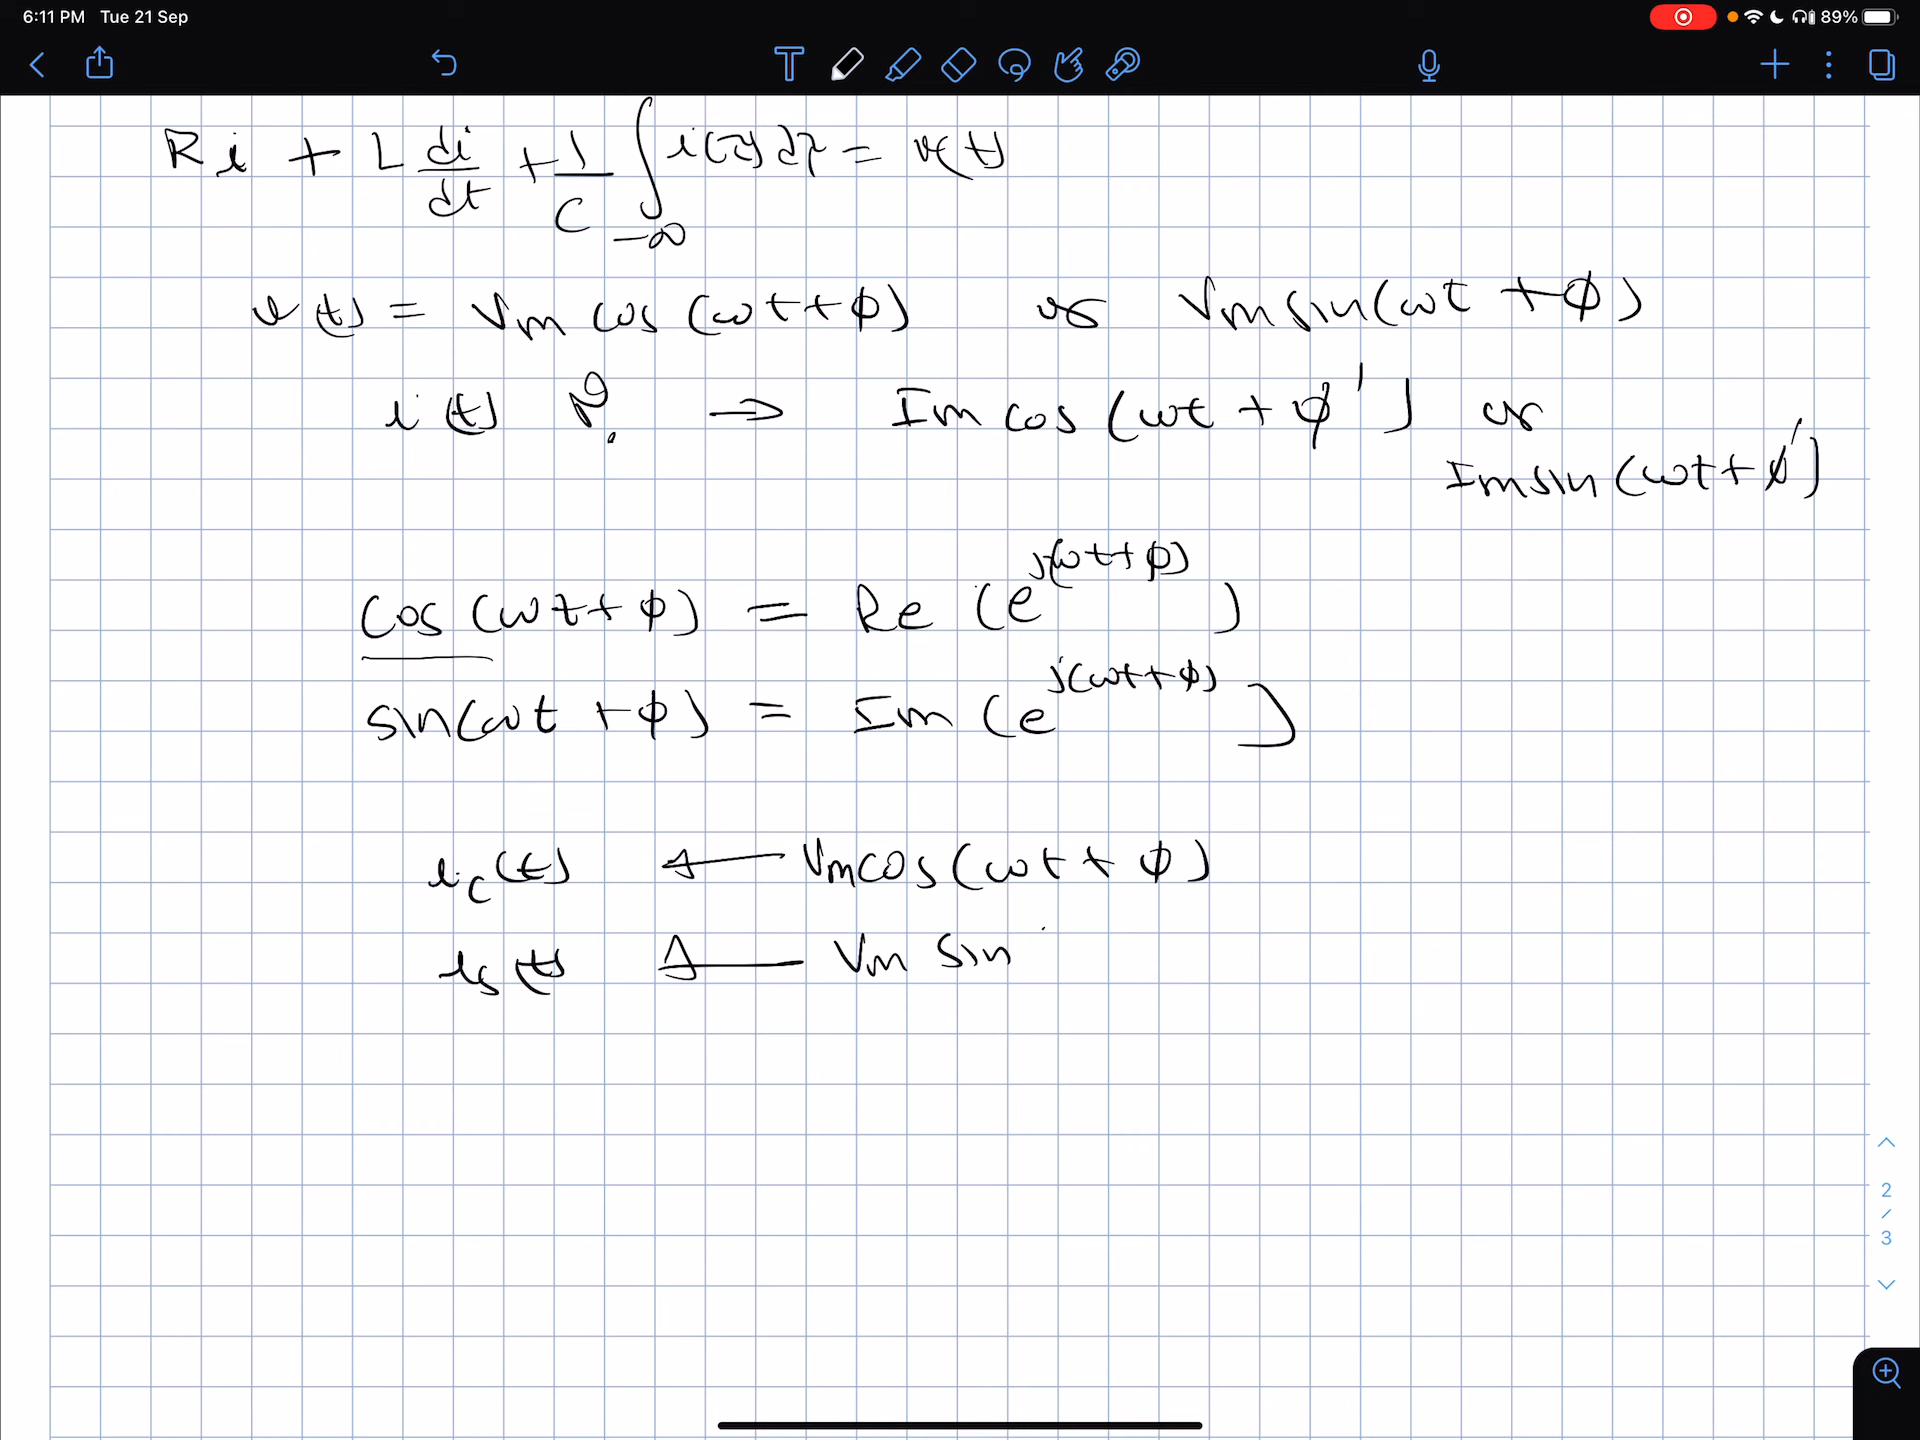 6:11 PM Tue 21 Sep 89%
T
Ri + L di/dt + 1/C ∫_{-∞} i(τ) dτ = v(t)
v(t) = Vm cos (ωt + φ) or Vm sin(ωt + φ)
i(t) ? → Im cos (ωt + φ') or
Im sin (ωt + φ')
cos (ωt + φ) = Re (e^{j(ωt+φ)})
sin(ωt + φ) = Im (e^{j(ωt+φ)})
i_c(t) ← Vm cos (ωt + φ)
i_s(t) ← Vm sin
2
/
3